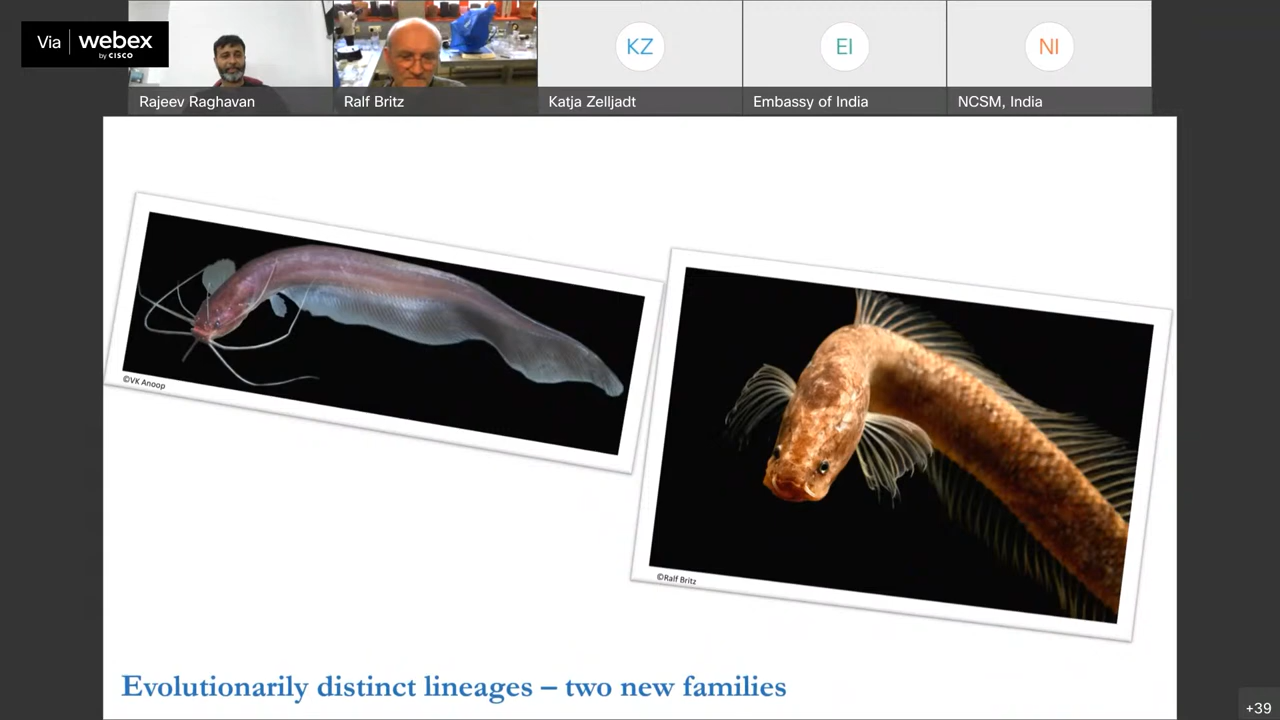 Via webex
by CISCO
Rajeev Raghavan
Ralf Britz
KZ
Katja Zelljadt
EI
Embassy of India
NI
NCSM, India
©VK Anoop
©Ralf Britz
Evolutionarily distinct lineages – two new families
+39